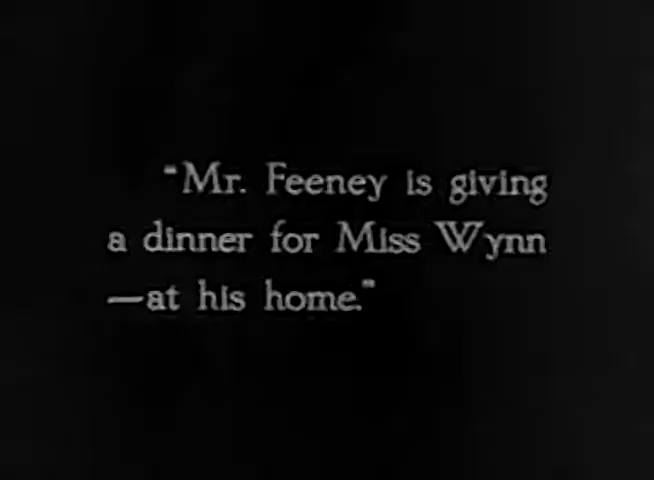 "Mr. Feeney is giving
a dinner for Miss Wynn
—at his home."